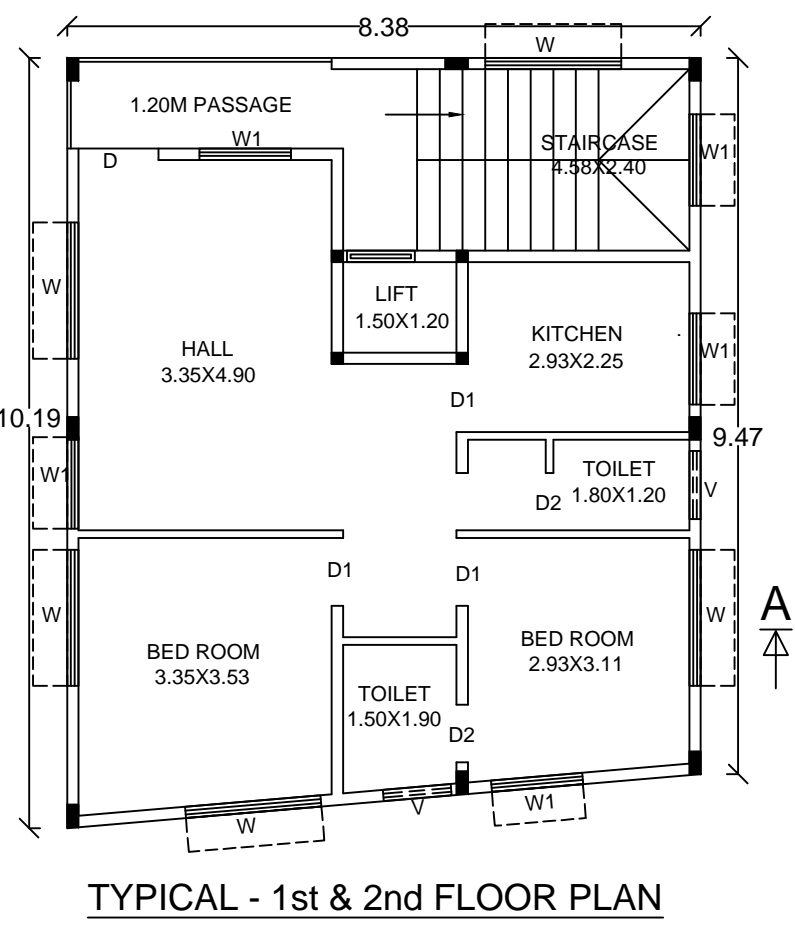 8.38
W
1.20M PASSAGE
W1
D
STAIRCASE
4.58X2.40
W1
W
LIFT
1.50X1.20
HALL
3.35X4.90
KITCHEN
2.93X2.25
W1
D1
10.19
9.47
W1
TOILET
1.80X1.20
D2
V
D1
D1
W
W
BED ROOM
3.35X3.53
BED ROOM
2.93X3.11
A
TOILET
1.50X1.90
D2
W
V
W1
TYPICAL - 1st & 2nd FLOOR PLAN